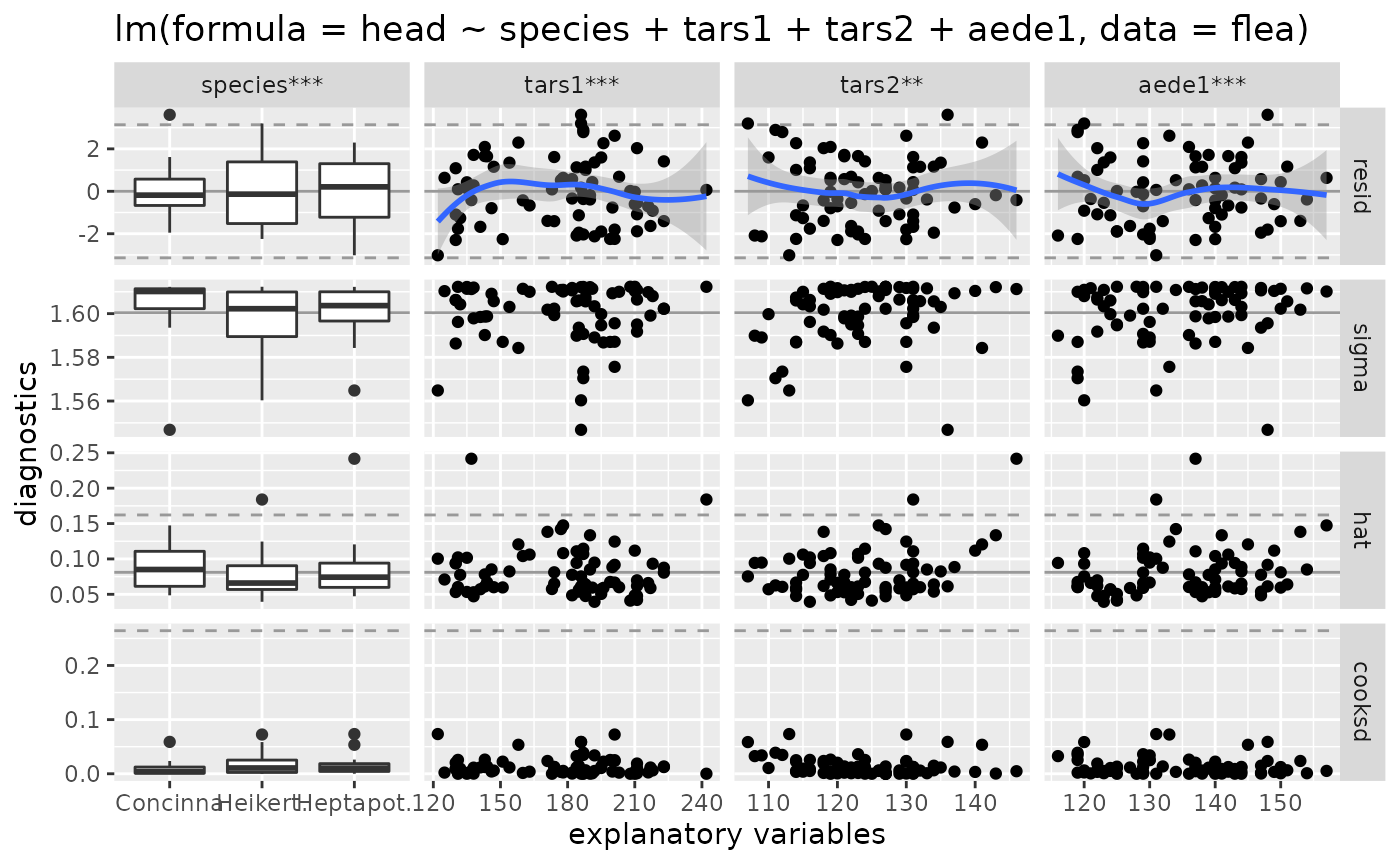 lm(formula = head ~ species + tars1 + tars2 + aede1, data = flea)
species*** tars1*** tars2** aede1***
2
0
-2
resid
1.60
1.58
1.56
sigma
0.25
0.20
0.15
0.10
0.05
hat
0.2
0.1
0.0
cooksd
diagnostics
Concinna Heikert. Heptapot. 120 150 180 210 240 110 120 130 140 120 130 140 150
explanatory variables